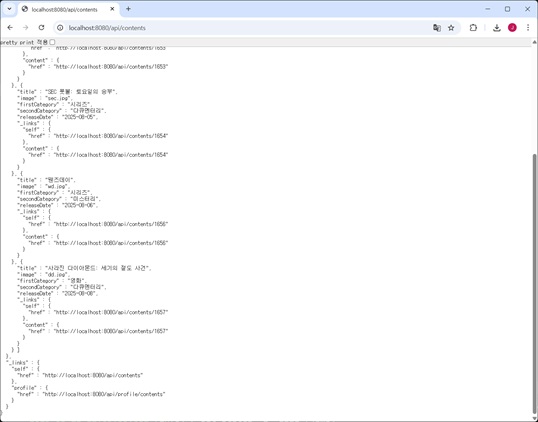 localhost:8080/api/contents
localhost:8080/api/contents
pretty print 적용
"href" : "http://localhost:8080/api/contents/1653"
},
"content" : {
"href" : "http://localhost:8080/api/contents/1653"
}
}
}, {
"title" : "SEC 풋볼: 토요일의 승부",
"image" : "sec.jpg",
"firstCategory" : "시리즈",
"secondCategory" : "다큐멘터리",
"releaseDate" : "2025-08-05",
"_links" : {
"self" : {
"href" : "http://localhost:8080/api/contents/1654"
},
"content" : {
"href" : "http://localhost:8080/api/contents/1654"
}
}
}, {
"title" : "웬즈데이",
"image" : "wd.jpg",
"firstCategory" : "시리즈",
"secondCategory" : "미스터리",
"releaseDate" : "2025-08-06",
"_links" : {
"self" : {
"href" : "http://localhost:8080/api/contents/1656"
},
"content" : {
"href" : "http://localhost:8080/api/contents/1656"
}
}
}, {
"title" : "사라진 다이아몬드: 세기의 절도 사건",
"image" : "dd.jpg",
"firstCategory" : "영화",
"secondCategory" : "다큐멘터리",
"releaseDate" : "2025-08-08",
"_links" : {
"self" : {
"href" : "http://localhost:8080/api/contents/1657"
},
"content" : {
"href" : "http://localhost:8080/api/contents/1657"
}
}
} ]
},
"_links" : {
"self" : {
"href" : "http://localhost:8080/api/contents"
},
"profile" : {
"href" : "http://localhost:8080/api/profile/contents"
}
}
}